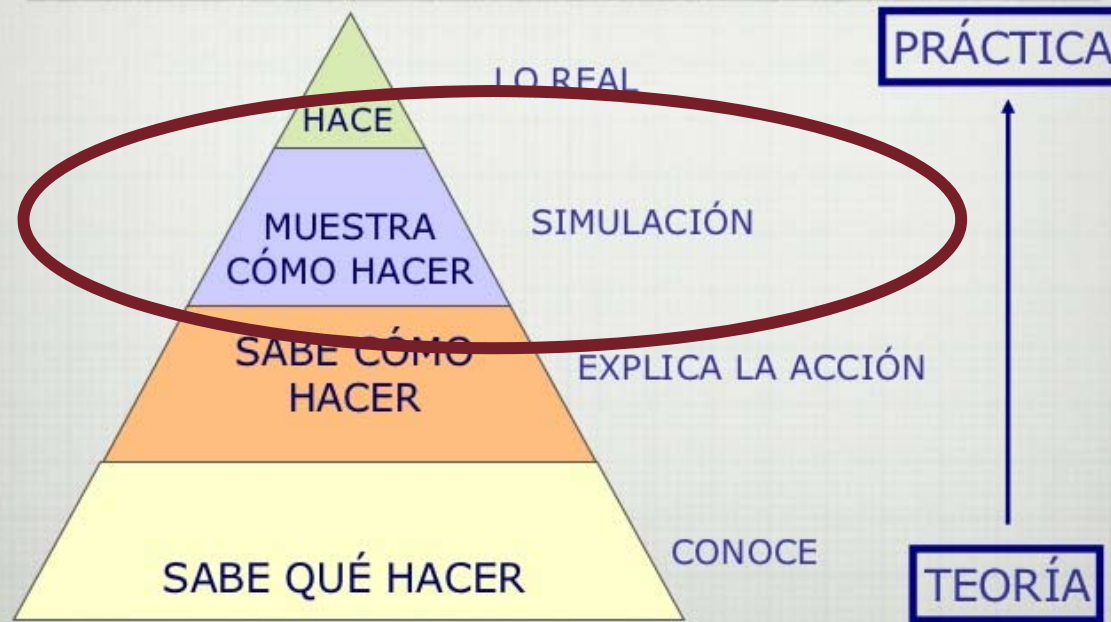 PRÁCTICA
LO REAL
HACE
MUESTRA
CÓMO HACER
SIMULACIÓN
SABE CÓMO
HACER
EXPLICA LA ACCIÓN
SABE QUÉ HACER
CONOCE
TEORÍA